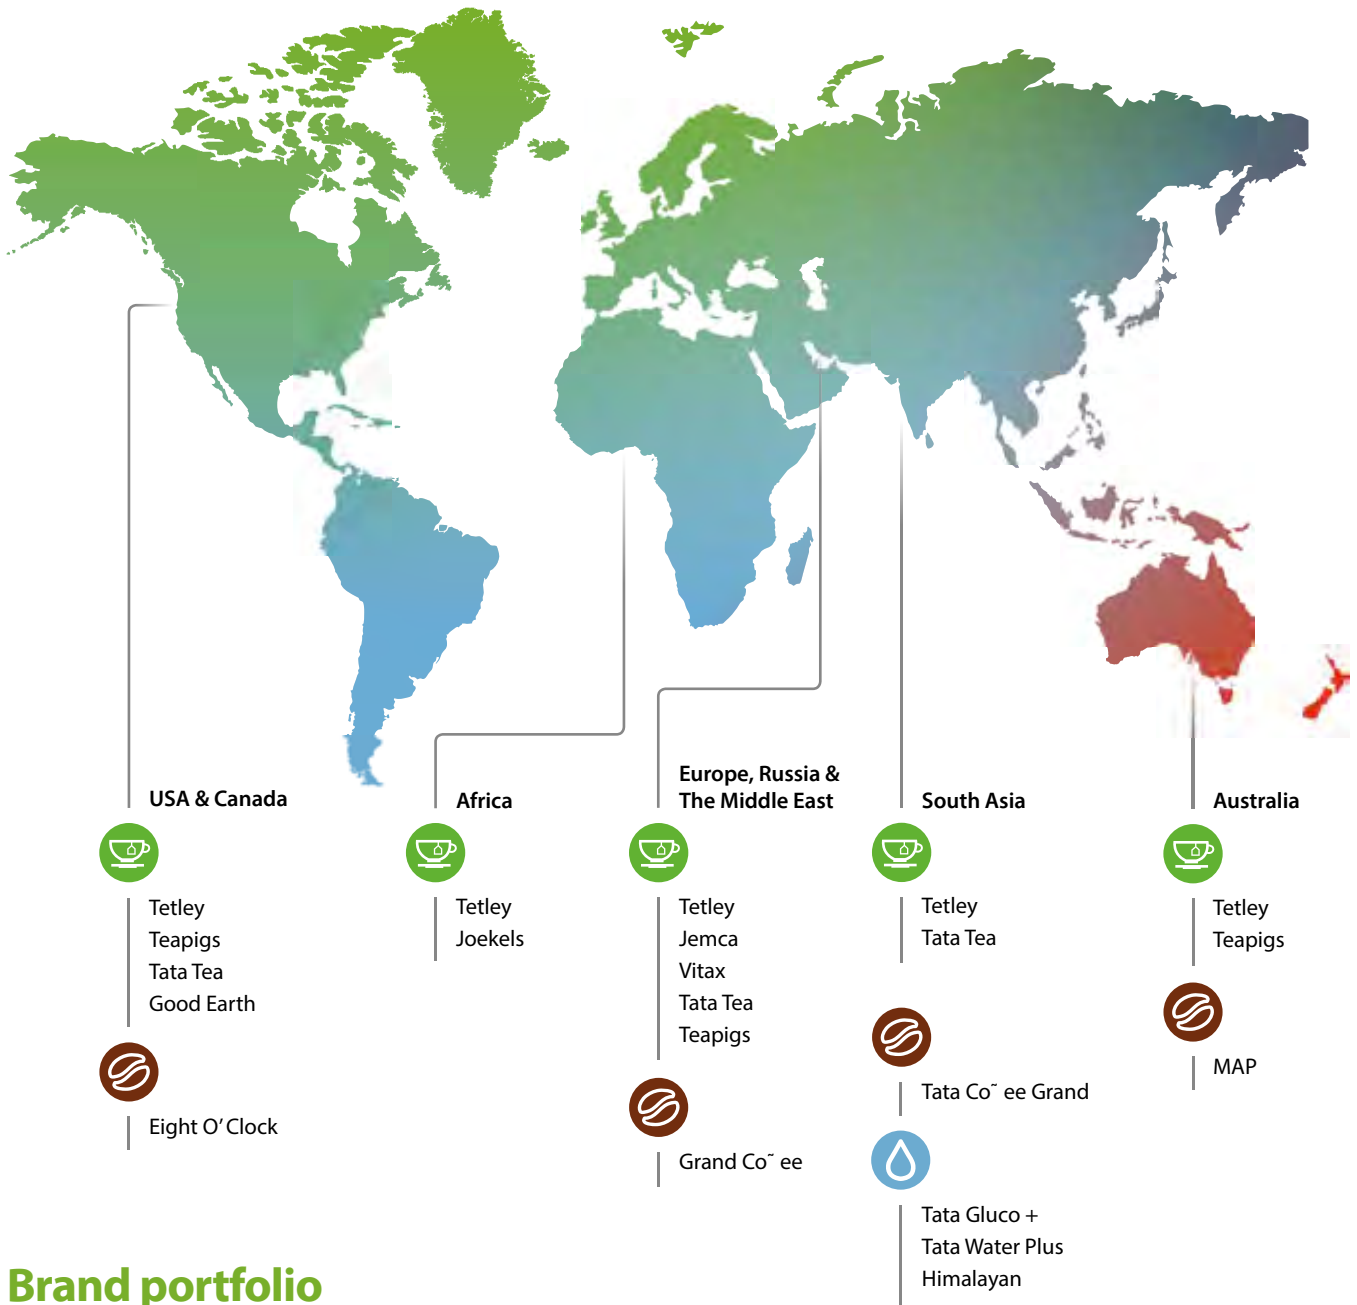 USA & Canada
Tetley
Teapigs
Tata Tea
Good Earth
Eight O' Clock
Africa
Tetley
Joekels
Europe, Russia &
The Middle East
Tetley
Jemca
Vitax
Tata Tea
Teapigs
Grand Co˜ ee
South Asia
Tetley
Tata Tea
Tata Co˜ ee Grand
Tata Gluco +
Tata Water Plus
Himalayan
Australia
Tetley
Teapigs
MAP
Brand portfolio